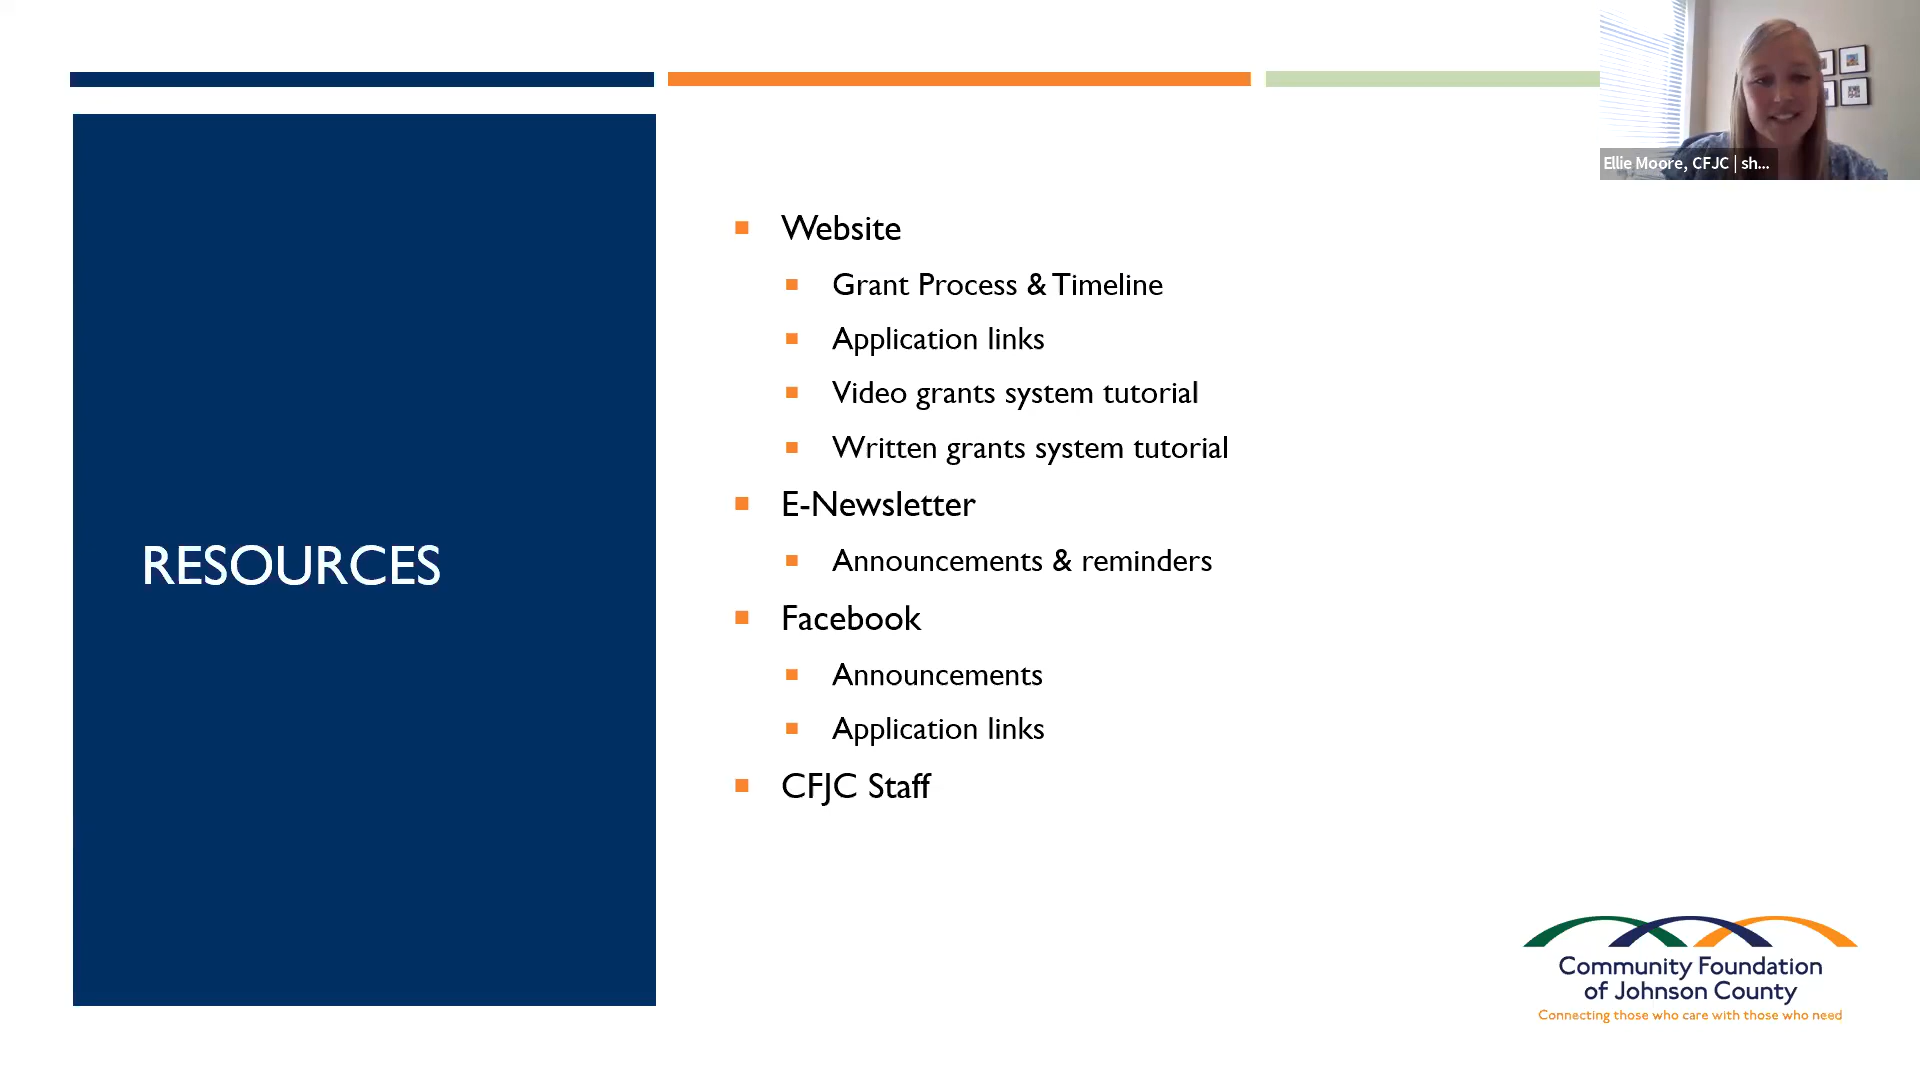 Ellie Moore, CFJC | sh...
RESOURCES
Website
Grant Process & Timeline
Application links
Video grants system tutorial
Written grants system tutorial
E-Newsletter
Announcements & reminders
Facebook
Announcements
Application links
CFJC Staff
Community Foundation
of Johnson County
Connecting those who care with those who need